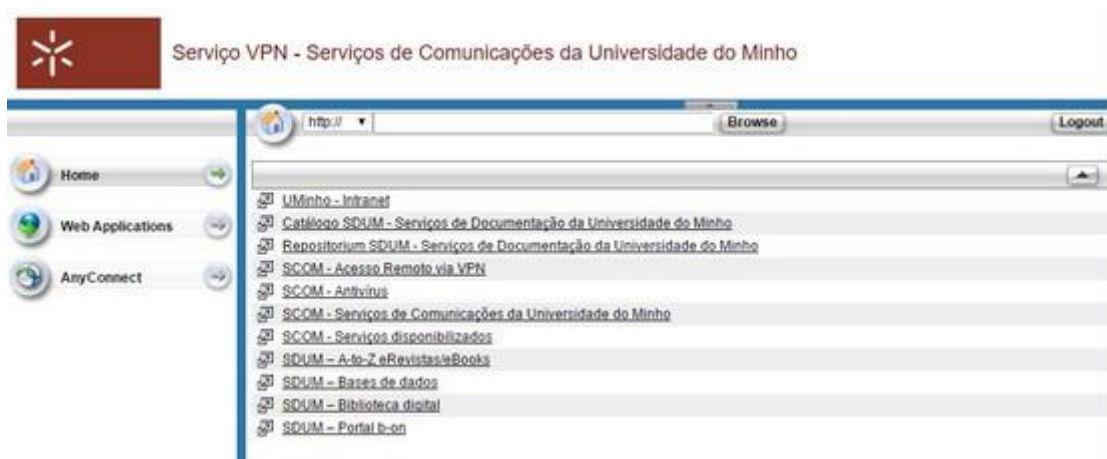 Serviço VPN - Serviços de Comunicações da Universidade do Minho
http://
Browse
Logout
Home
Web Applications
AnyConnect
UMinho - Intranet
Catálogo SDUM - Serviços de Documentação da Universidade do Minho
Repositorium SDUM - Serviços de Documentação da Universidade do Minho
SCOM - Acesso Remoto via VPN
SCOM - Antivírus
SCOM - Serviços de Comunicações da Universidade do Minho
SCOM - Serviços disponibilizados
SDUM – A-to-Z eRevistas/eBooks
SDUM – Bases de dados
SDUM – Biblioteca digital
SDUM – Portal b-on